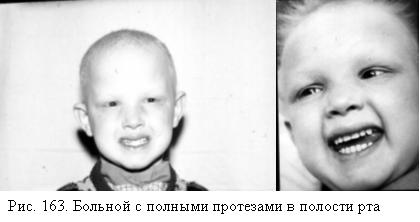 Рис. 163. Больной с полными протезами в полости рта